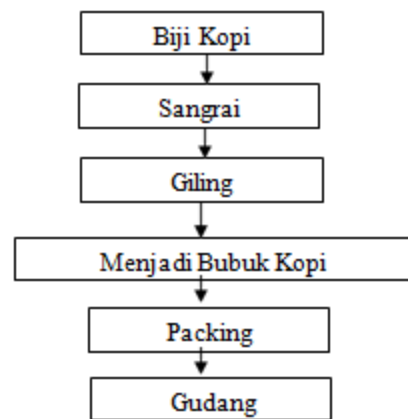 Biji Kopi
Sangrai
Giling
Menjadi Bubuk Kopi
Packing
Gudang